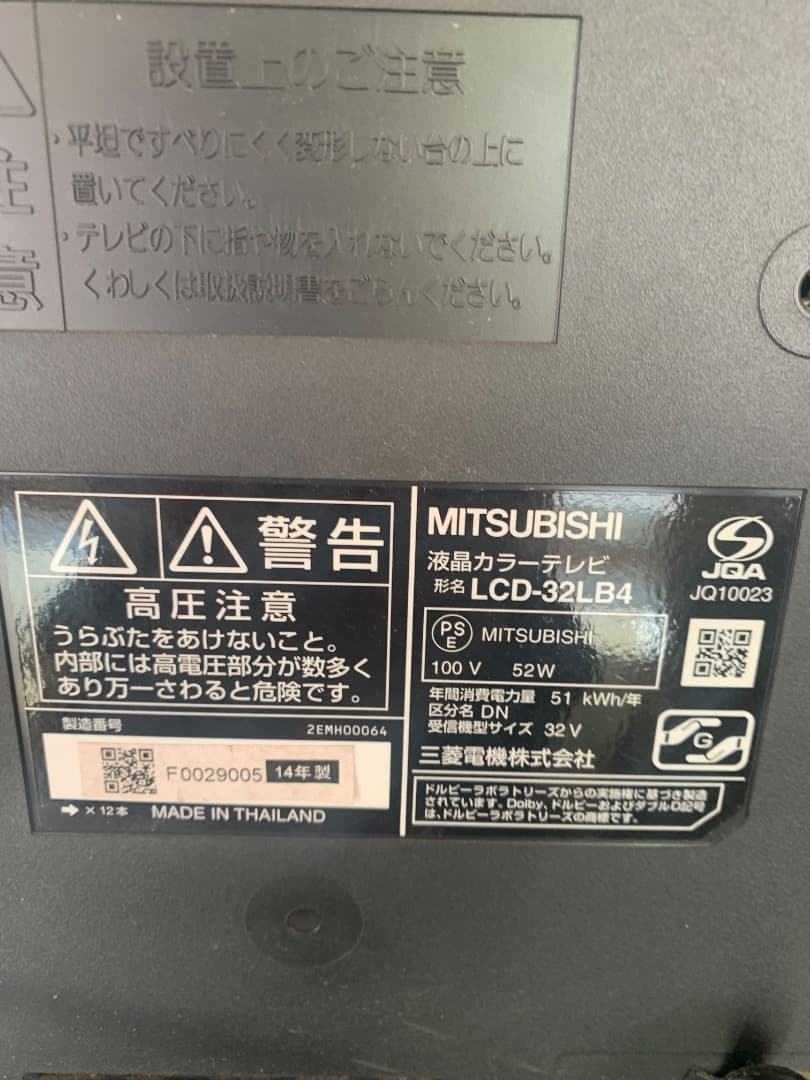 設置上のご注意
注意
・平坦ですべりにくく変形しない台の上に
置いてください。
・テレビの下に指や物を入れないでください。
くわしくは取扱説明書をごらんください。
警告
高圧注意
うらぶたをあけないこと。
内部には高電圧部分が数多く
あり万一さわると危険です。
製造番号
2EMH00064
F0029005 14年製
➡ × 12本 MADE IN THAILAND
MITSUBISHI
液晶カラーテレビ
形名 LCD-32LB4
JQA
JQ10023
PS
E
MITSUBISHI
100 V 52W
年間消費電力量 51 kWh/年
区分名 DN
受信機型サイズ 32 V
G
三菱電機株式会社
ドルビーラボラトリーズからの実施権に基づき製造
されています。Dolby、ドルビーおよびダブルD記号
は、ドルビーラボラトリーズの商標です。